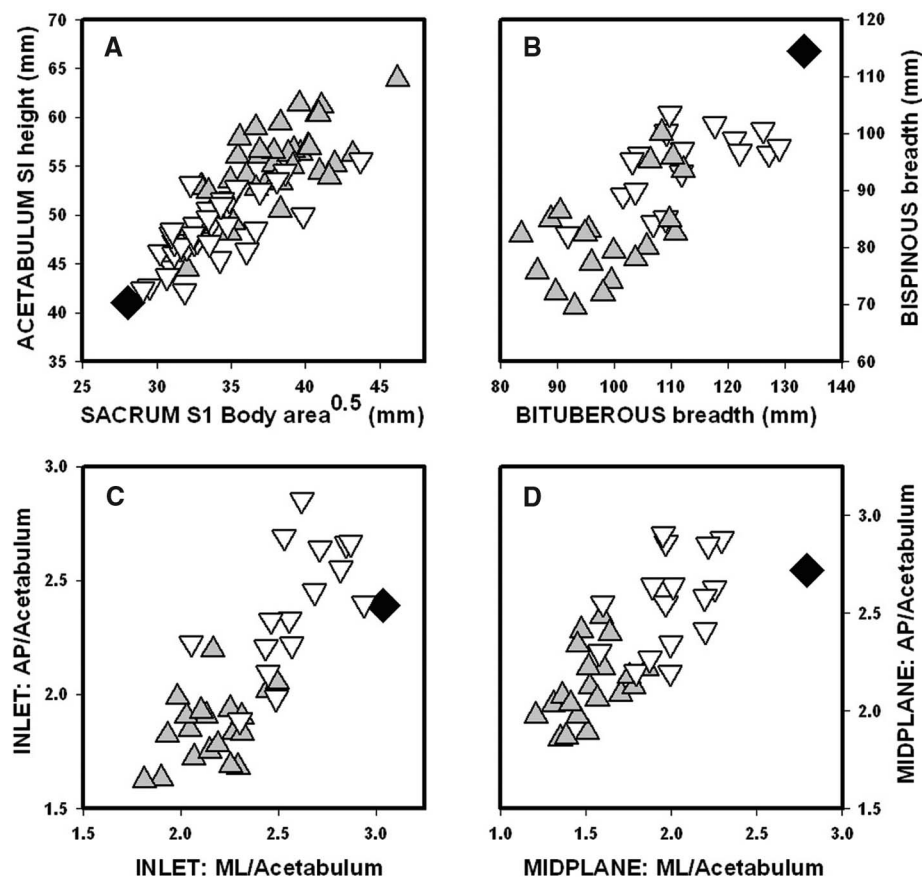 A
ACETABULUM SI height (mm)
70
65
60
55
50
45
40
35
25 30 35 40 45
SACRUM S1 Body area^0.5 (mm)
B
120
110
100
90
80
70
60
BISPINOUS breadth (mm)
80 90 100 110 120 130 140
BITUBEROUS breadth (mm)
C
INLET: AP/Acetabulum
3.0
2.5
2.0
1.5
1.5 2.0 2.5 3.0
INLET: ML/Acetabulum
D
3.0
2.5
2.0
1.5
MIDPLANE: AP/Acetabulum
1.0 1.5 2.0 2.5 3.0
MIDPLANE: ML/Acetabulum